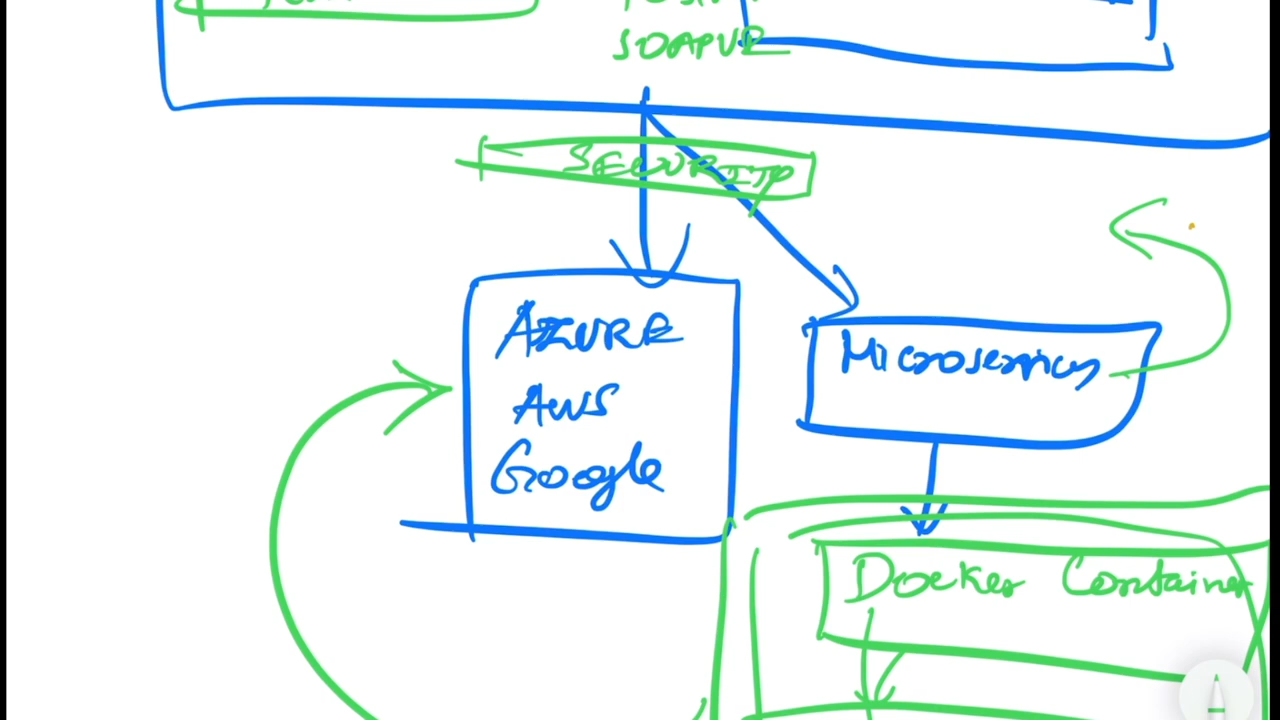 SOAPUI
SECURITY
AZURE
AWS
Google
Microservices
Docker Container